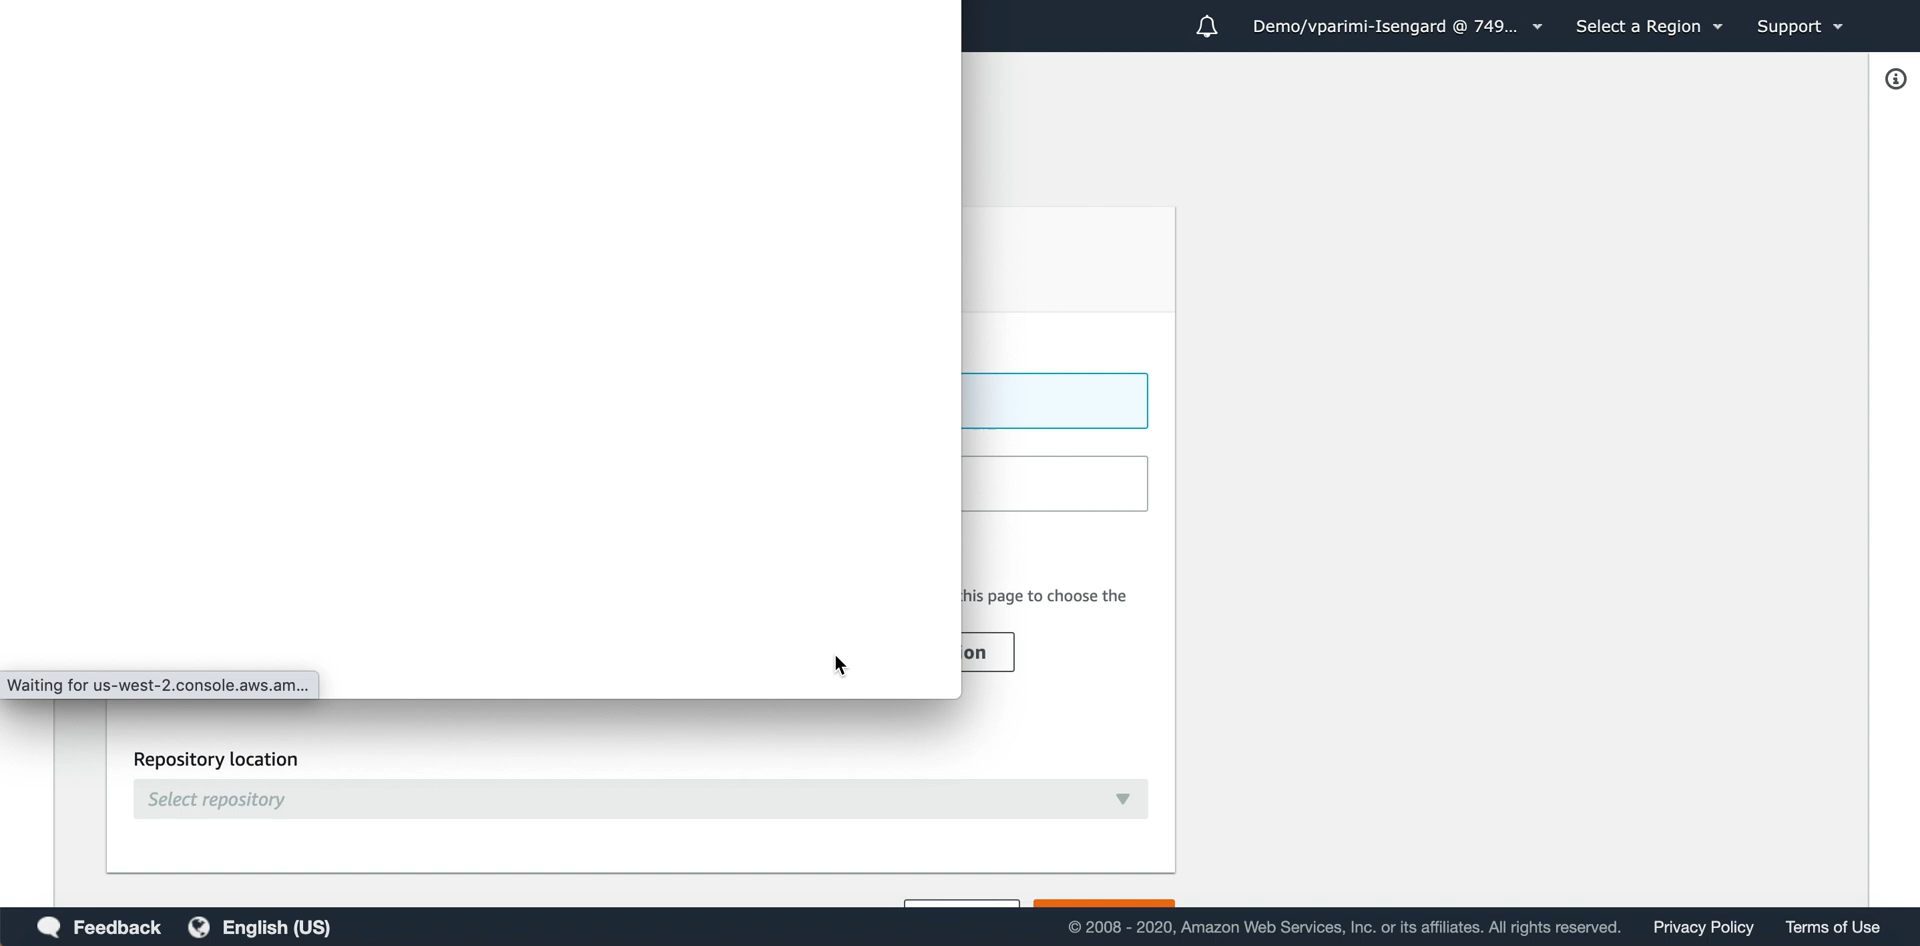 Demo/vparimi-Isengard @ 749... Select a Region Support
this page to choose the
ion
Waiting for us-west-2.console.aws.am...
Repository location
Select repository
Feedback English (US) © 2008 - 2020, Amazon Web Services, Inc. or its affiliates. All rights reserved. Privacy Policy Terms of Use